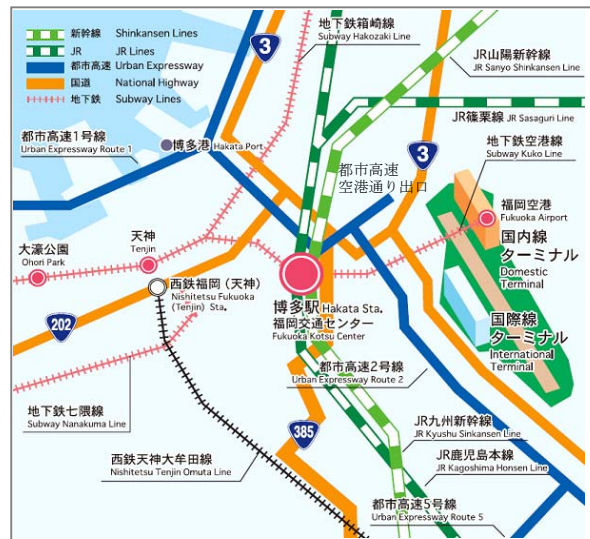 新幹線 Shinkansen Lines
JR JR Lines
都市高速 Urban Expressway
国道 National Highway
地下鉄 Subway Lines
3
地下鉄箱崎線
Subway Hakozaki Line
JR山陽新幹線
JR Sanyo Shinkansen Line
JR篠栗線 JR Sasaguri Line
都市高速1号線
Urban Expressway Route 1
博多港 Hakata Port
3
地下鉄空港線
Subway Kuko Line
都市高速
空港通り出口
福岡空港
Fukuoka Airport
大濠公園
Ohori Park
天神
Tenjin
国内線
ターミナル
Domestic
Terminal
西鉄福岡(天神)
Nishitetsu Fukuoka
(Tenjin) Sta.
博多駅 Hakata Sta.
福岡交通センター
Fukuoka Kotsu Center
202
国際線
ターミナル
International
Terminal
都市高速2号線
Urban Expressway Route 2
地下鉄七隈線
Subway Nanakuma Line
385
JR九州新幹線
JR Kyushu Sinkansen Line
西鉄天神大牟田線
Nishitetsu Tenjin Omuta Line
JR鹿児島本線
JR Kagoshima Honsen Line
都市高速5号線
Urban Expressway Route 5